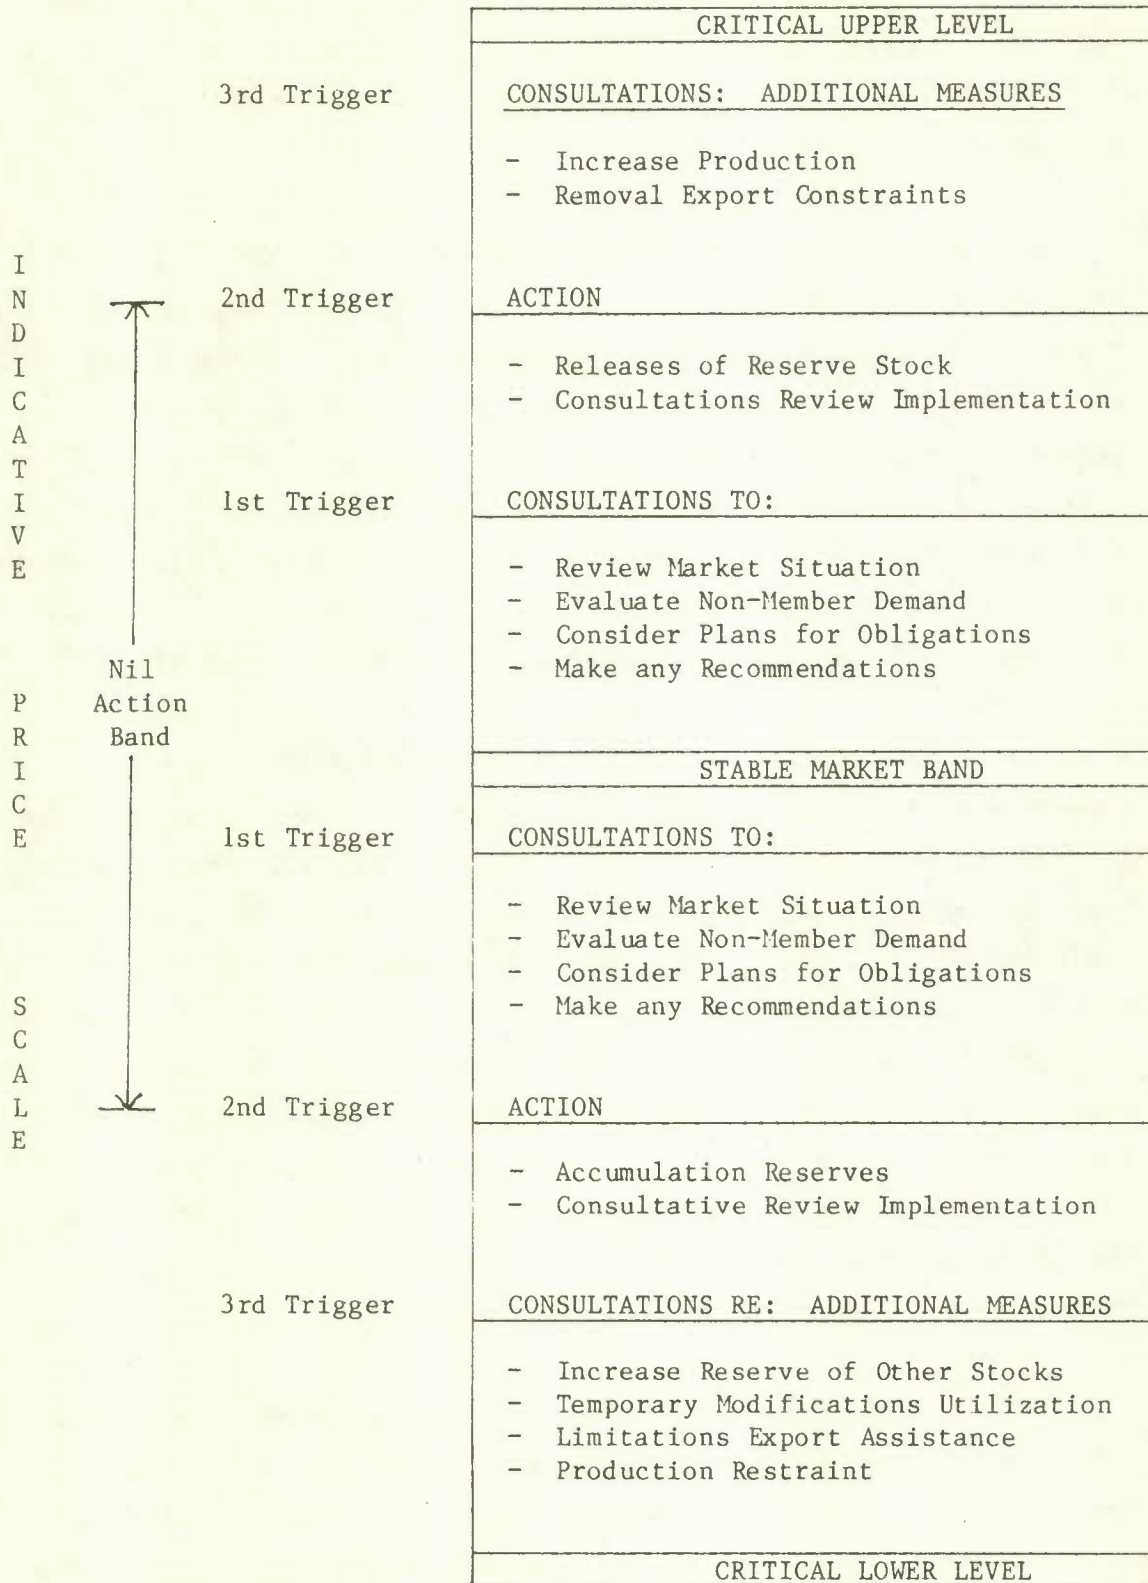 CRITICAL UPPER LEVEL
3rd Trigger CONSULTATIONS: ADDITIONAL MEASURES
- Increase Production
- Removal Export Constraints
INDICATIVE PRICE SCALE
2nd Trigger ACTION
- Releases of Reserve Stock
- Consultations Review Implementation
1st Trigger CONSULTATIONS TO:
- Review Market Situation
- Evaluate Non-Member Demand
- Consider Plans for Obligations
- Make any Recommendations
Nil
Action
Band
STABLE MARKET BAND
1st Trigger CONSULTATIONS TO:
- Review Market Situation
- Evaluate Non-Member Demand
- Consider Plans for Obligations
- Make any Recommendations
2nd Trigger ACTION
- Accumulation Reserves
- Consultative Review Implementation
3rd Trigger CONSULTATIONS RE: ADDITIONAL MEASURES
- Increase Reserve of Other Stocks
- Temporary Modifications Utilization
- Limitations Export Assistance
- Production Restraint
CRITICAL LOWER LEVEL